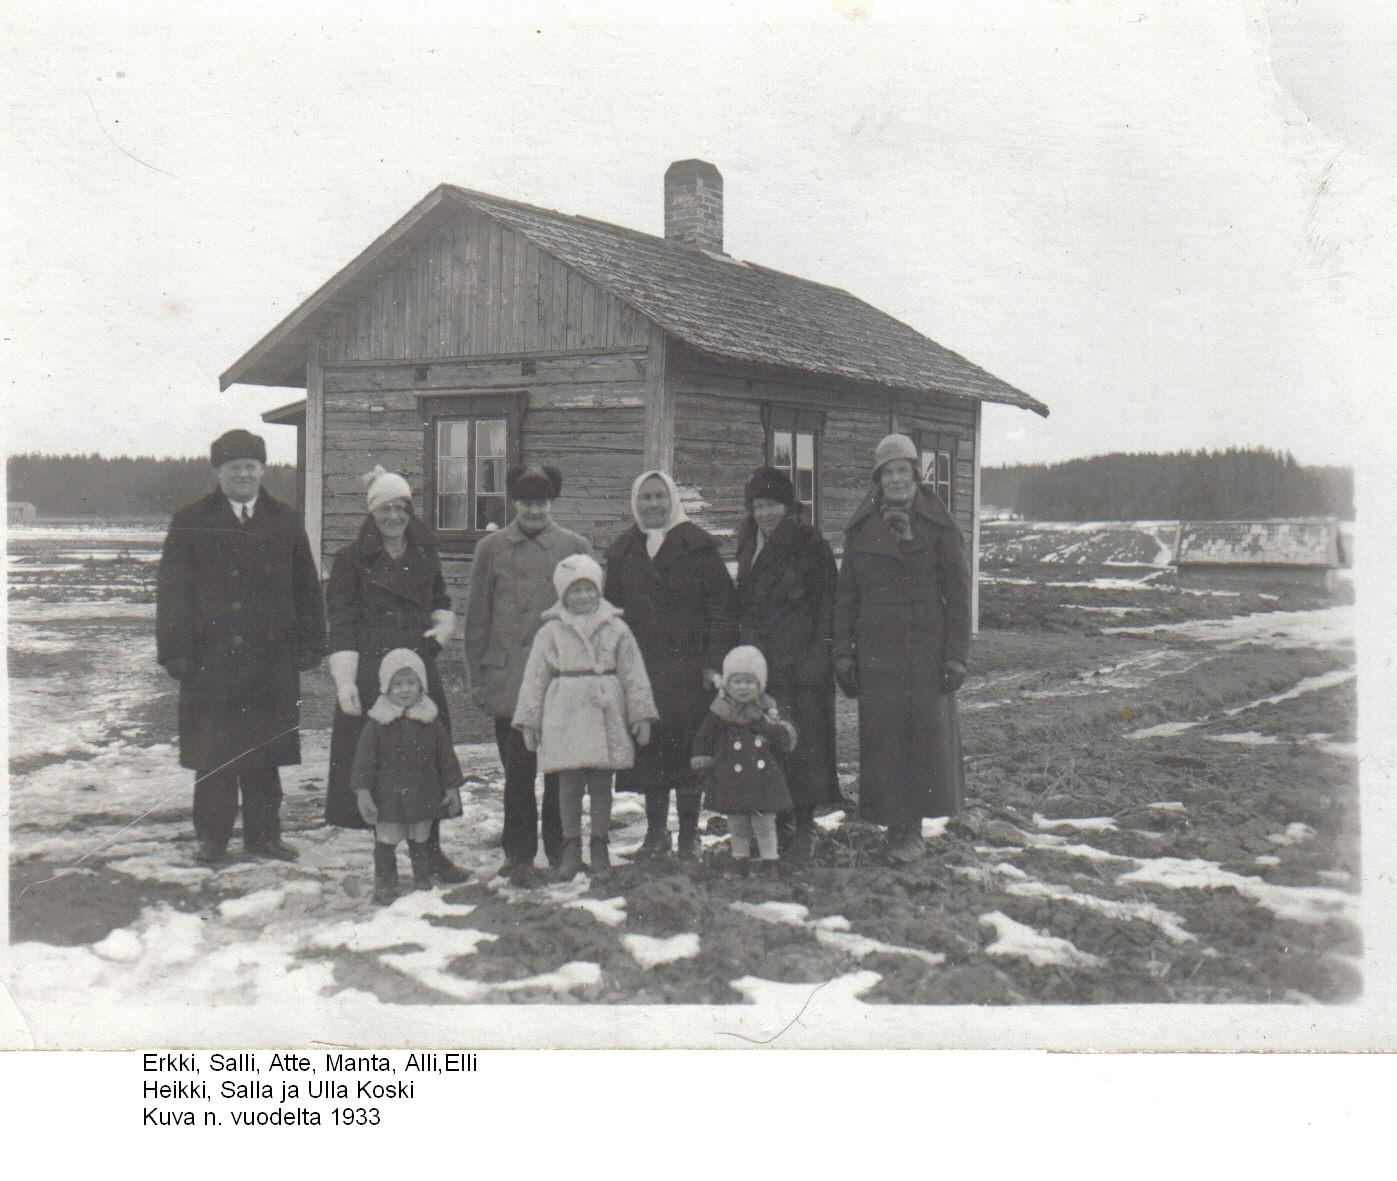 Erkki, Salli, Atte, Manta, Alli,Elli
Heikki, Salla ja Ulla Koski
Kuva n. vuodelta 1933